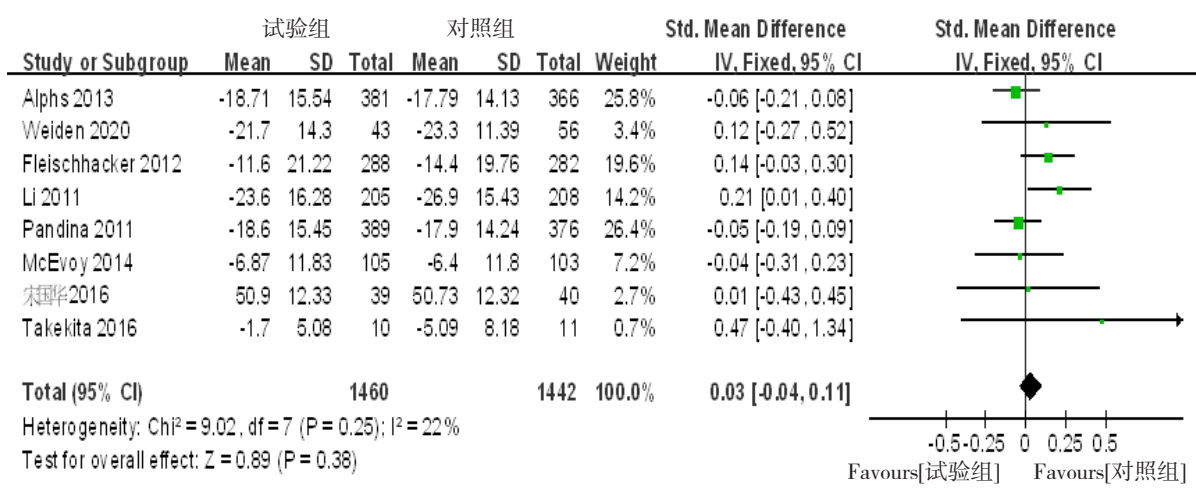 试验组 对照组 Std. Mean Difference Std. Mean Difference
Study or Subgroup Mean SD Total Mean SD Total Weight IV, Fixed, 95% CI IV, Fixed, 95% CI
Alphs 2013 -18.71 15.54 381 -17.79 14.13 366 25.8% -0.06 [-0.21, 0.08]
Weiden 2020 -21.7 14.3 43 -23.3 11.39 56 3.4% 0.12 [-0.27, 0.52]
Fleischhacker 2012 -11.6 21.22 288 -14.4 19.76 282 19.6% 0.14 [-0.03, 0.30]
Li 2011 -23.6 16.28 205 -26.9 15.43 208 14.2% 0.21 [0.01, 0.40]
Pandina 2011 -18.6 15.45 389 -17.9 14.24 376 26.4% -0.05 [-0.19, 0.09]
McEvoy 2014 -6.87 11.83 105 -6.4 11.8 103 7.2% -0.04 [-0.31, 0.23]
宋国华2016 50.9 12.33 39 50.73 12.32 40 2.7% 0.01 [-0.43, 0.45]
Takekita 2016 -1.7 5.08 10 -5.09 8.18 11 0.7% 0.47 [-0.40, 1.34]
Total (95% CI) 1460 1442 100.0% 0.03 [-0.04, 0.11]
Heterogeneity: Chi² = 9.02, df = 7 (P = 0.25); I² = 22%
Test for overall effect: Z = 0.89 (P = 0.38)
-0.5 -0.25 0 0.25 0.5
Favours[试验组] Favours[对照组]